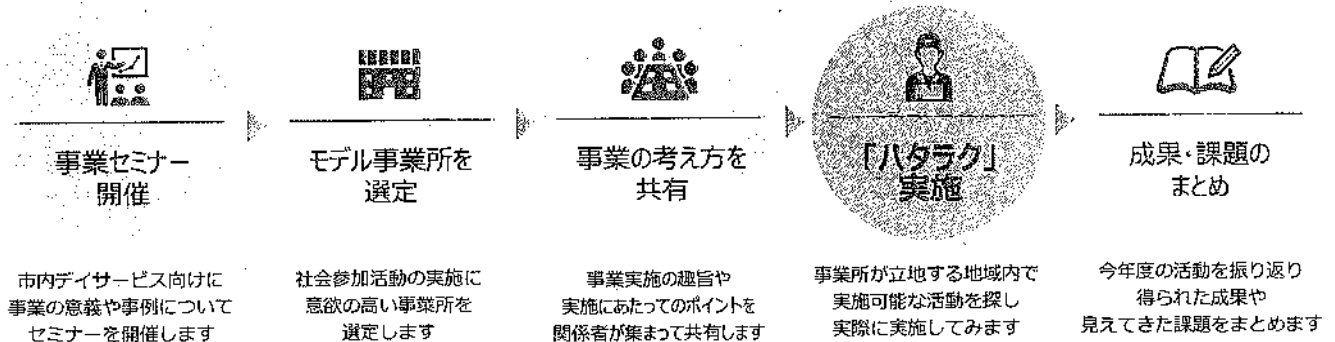 事業セミナー
開催
市内デイサービス向けに
事業の意義や事例について
セミナーを開催します
モデル事業所を
選定
社会参加活動の実施に
意欲の高い事業所を
選定します
事業の考え方を
共有
事業実施の趣旨や
実施にあたってのポイントを
関係者が集まって共有します
「ハタラク」
実施
事業所が立地する地域内で
実施可能な活動を探し
実際に実施してみます
成果・課題の
まとめ
今年度の活動を振り返り
得られた成果や
見えてきた課題をまとめます